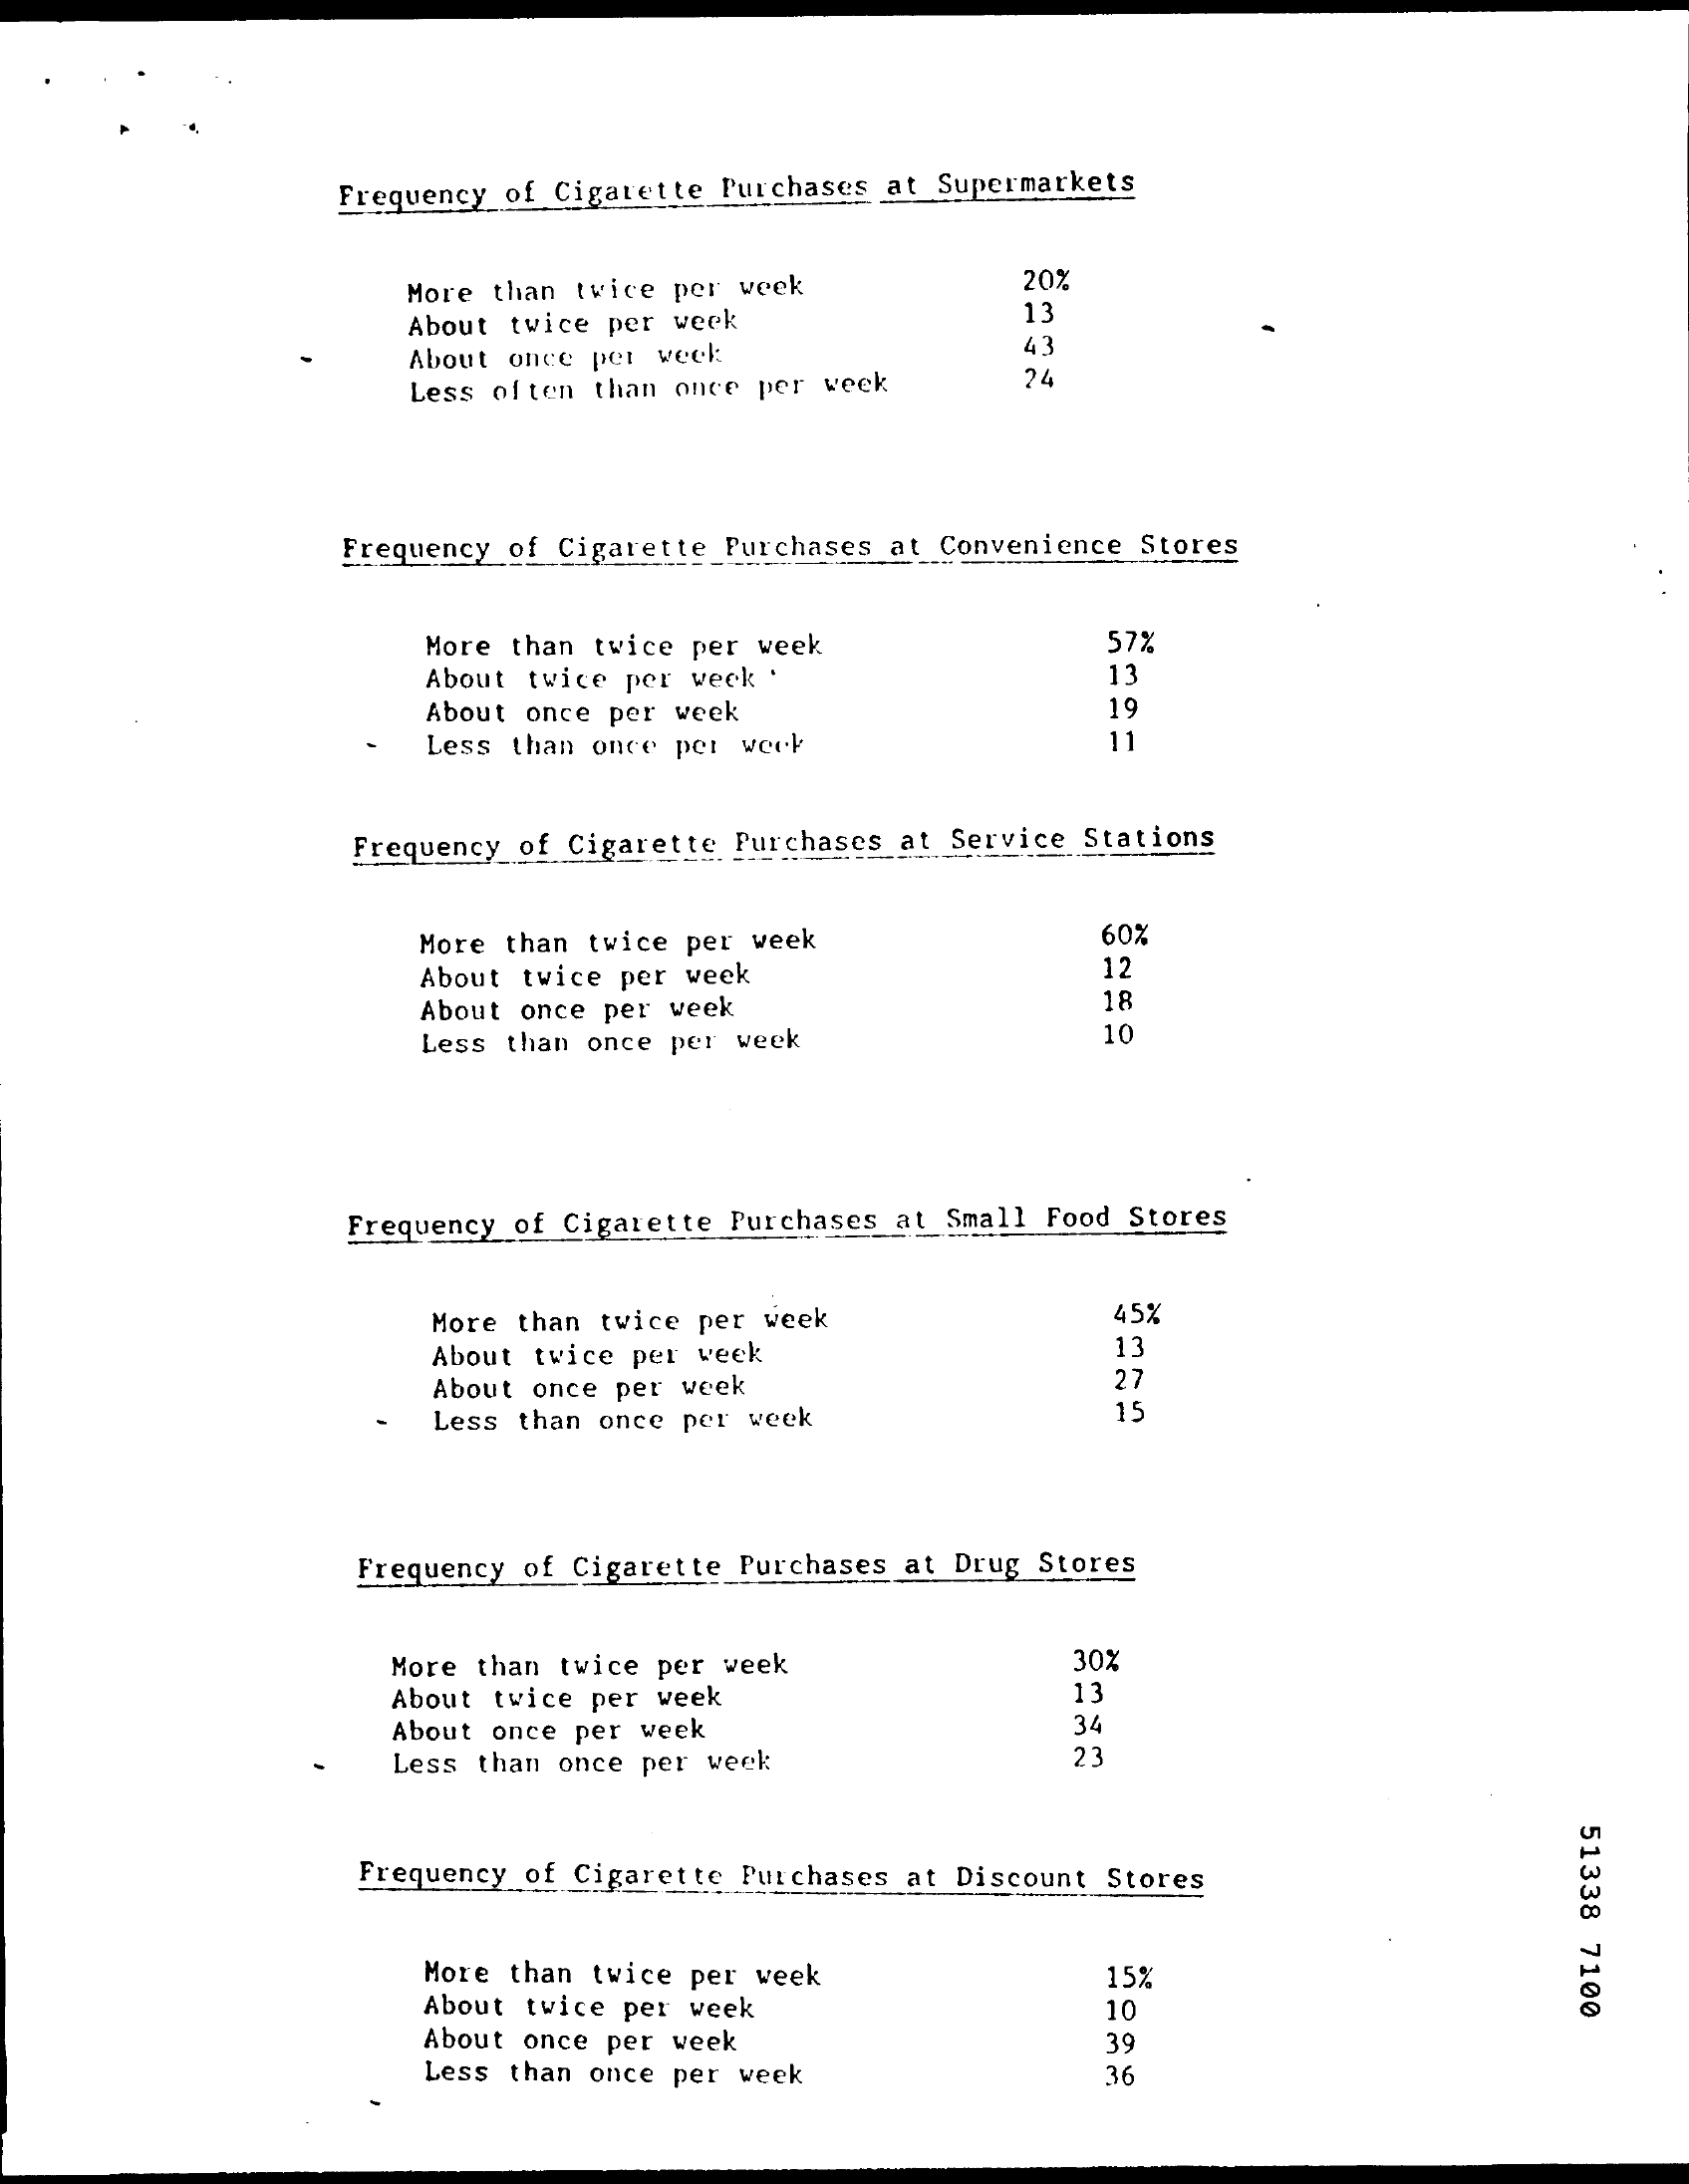 Frequency of Cigarette Purchases at Supermarkets
More than twice per week 20%
About twice per week 13
About once per week 43
Less often than once per week 24
Frequency of Cigarette Purchases at Convenience Stores
More than twice per week 57%
About twice per week 13
About once per week 19
Less than once per week 11
Frequency of Cigarette Purchases at Service Stations
More than twice per week 60%
About twice per week 12
About once per week 18
Less than once per week 10
Frequency of Cigarette Purchases at Small Food Stores
More than twice per week 45%
About twice per week 13
About once per week 27
Less than once per week 15
Frequency of Cigarette Purchases at Drug Stores
More than twice per week 30%
About twice per week 13
About once per week 34
Less than once per week 23
Frequency of Cigarette Purchases at Discount Stores
More than twice per week 15%
About twice per week 10
About once per week 39
Less than once per week 36
51338 7100